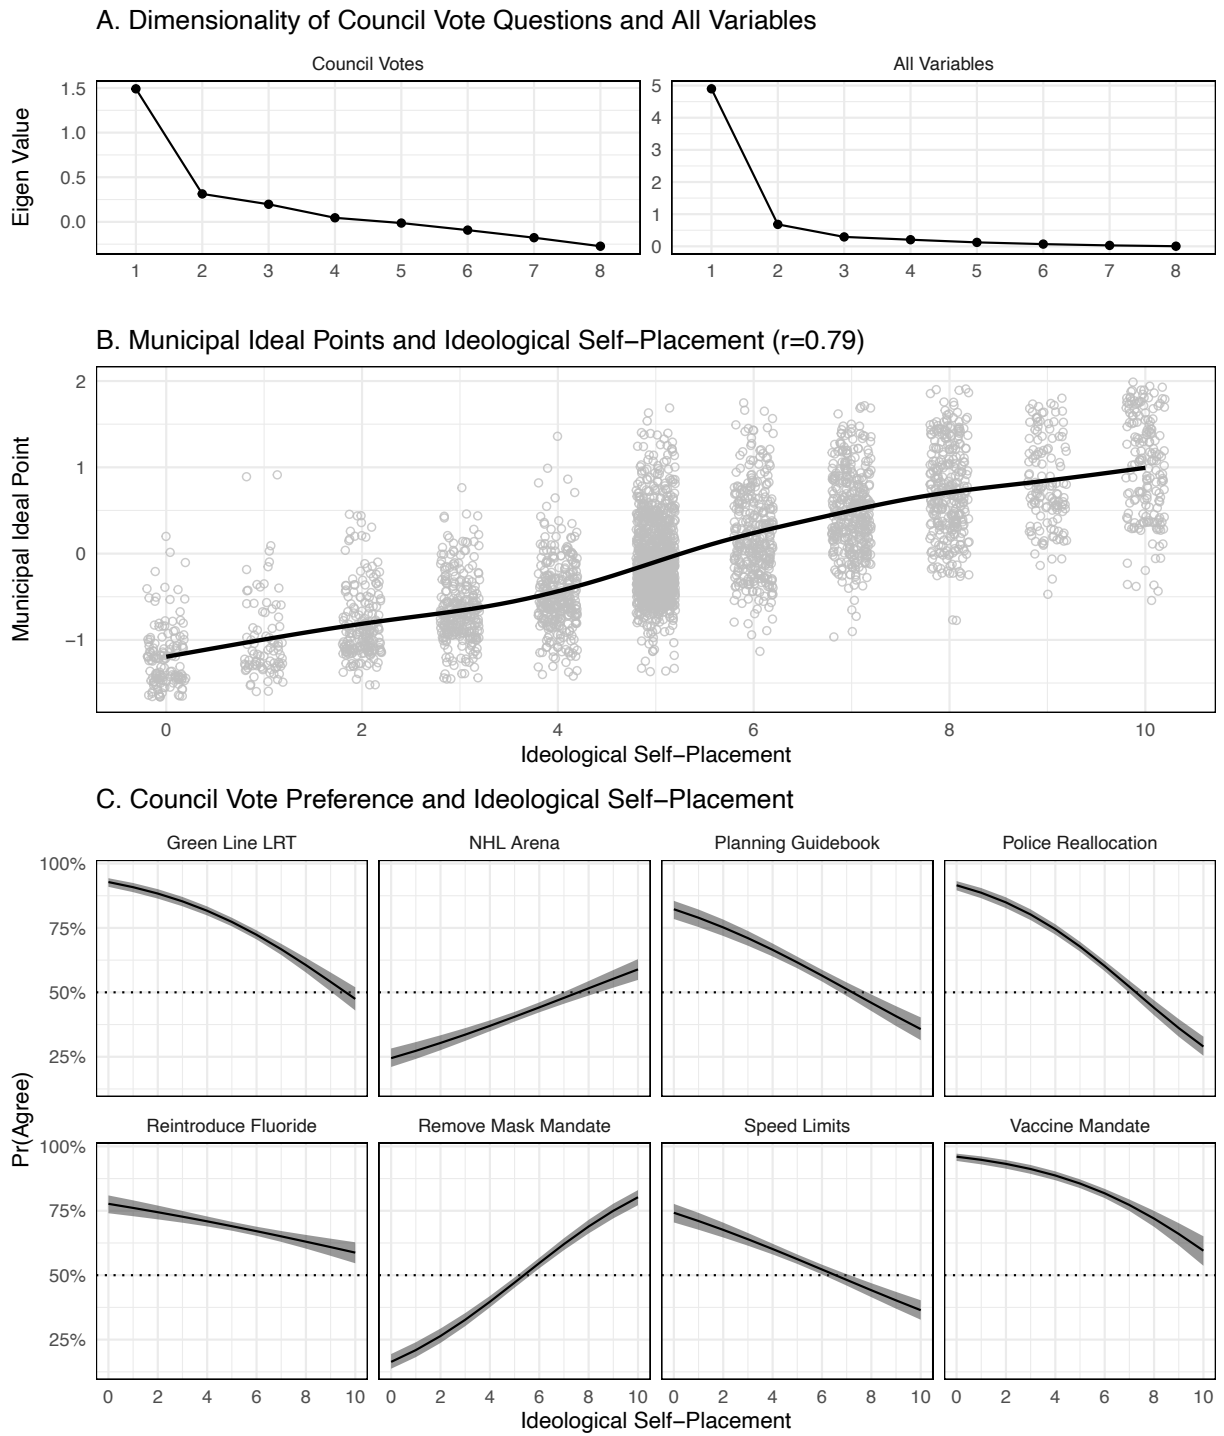 A. Dimensionality of Council Vote Questions and All Variables
Council Votes
All Variables
Eigen Value
1.5
1.0
0.5
0.0
5
4
3
2
1
0
1 2 3 4 5 6 7 8
1 2 3 4 5 6 7 8
B. Municipal Ideal Points and Ideological Self−Placement (r=0.79)
Municipal Ideal Point
2
1
0
−1
0 2 4 6 8 10
Ideological Self−Placement
C. Council Vote Preference and Ideological Self−Placement
Green Line LRT
NHL Arena
Planning Guidebook
Police Reallocation
Pr(Agree)
100%
75%
50%
25%
Reintroduce Fluoride
Remove Mask Mandate
Speed Limits
Vaccine Mandate
100%
75%
50%
25%
0 2 4 6 8 10
0 2 4 6 8 10
0 2 4 6 8 10
0 2 4 6 8 10
Ideological Self−Placement